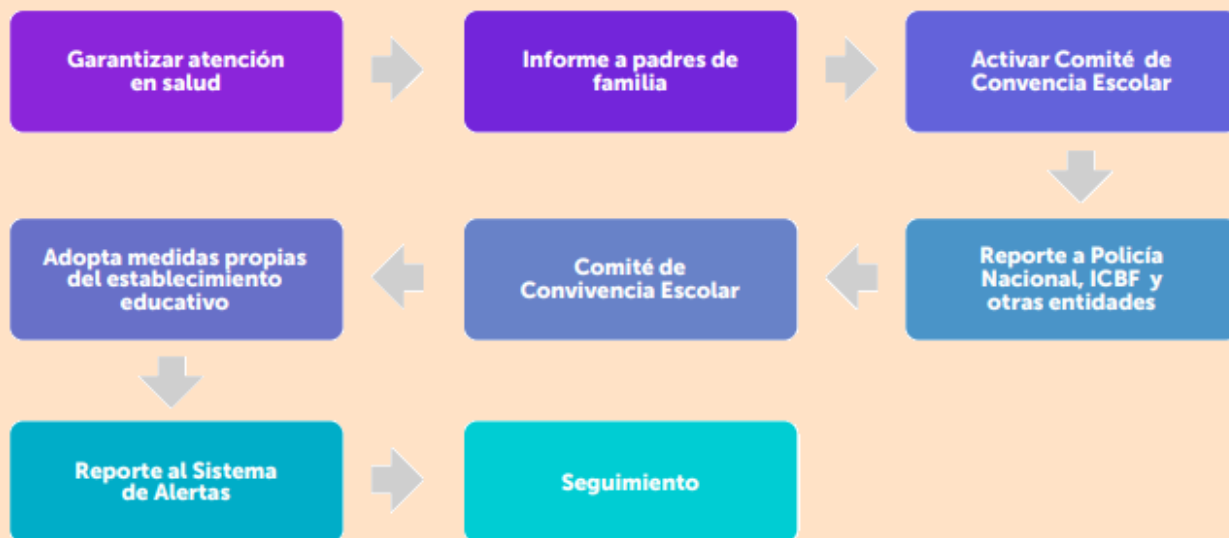 Garantizar atención
en salud
Informe a padres de
familia
Activar Comité de
Convencia Escolar
Reporte a Policía
Nacional, ICBF y
otras entidades
Comité de
Convivencia Escolar
Adopta medidas propias
del establecimiento
educativo
Reporte al Sistema
de Alertas
Seguimiento